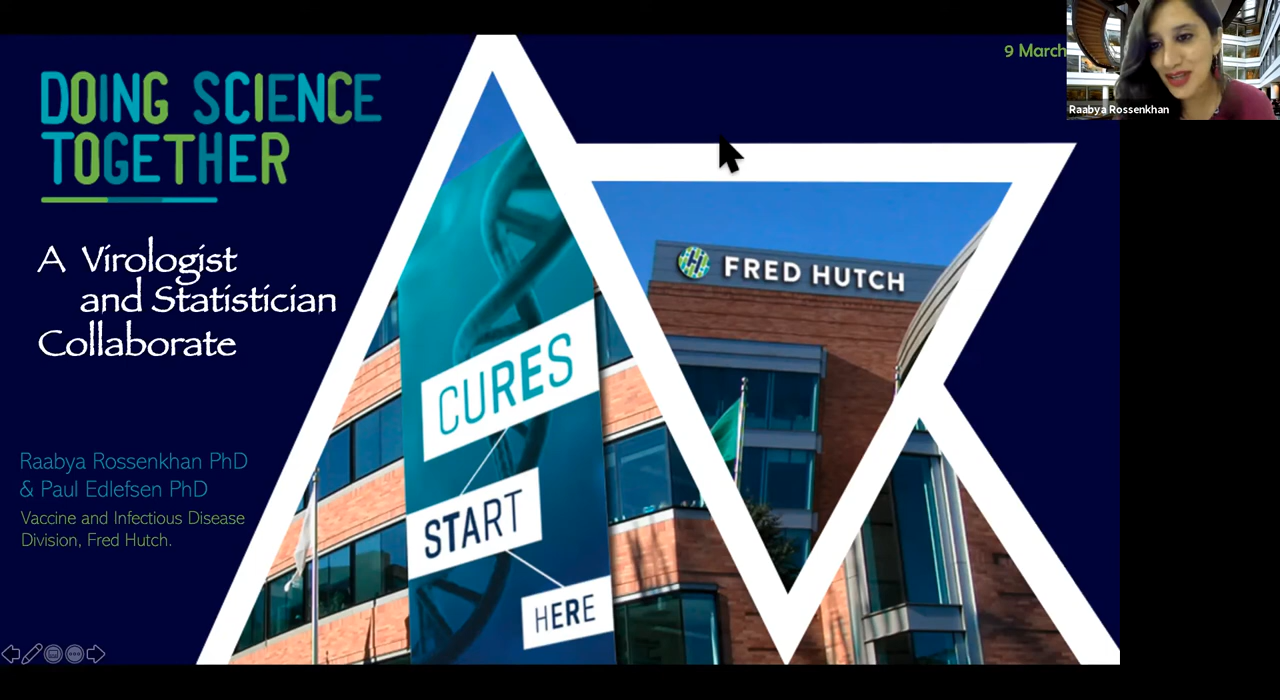 DOING SCIENCE
TOGETHER
A Virologist
and Statistician
Collaborate
Raabya Rossenkhan PhD
& Paul Edlefsen PhD
Vaccine and Infectious Disease
Division, Fred Hutch.
CURES
START
HERE
FRED HUTCH
9 March
Raabya Rossenkhan